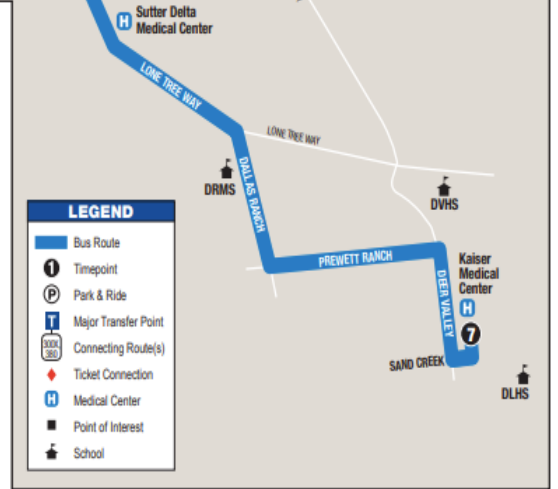 Sutter Delta
Medical Center
LONE TREE WAY
LONE TREE WAY
DRMS
DALLAS RANCH
DVHS
PREWETT RANCH
Kaiser
Medical
Center
DEER VALLEY
7
SAND CREEK
DLHS
LEGEND
Bus Route
1 Timepoint
P Park & Ride
T Major Transfer Point
300X,
380 Connecting Route(s)
Ticket Connection
H Medical Center
Point of Interest
School